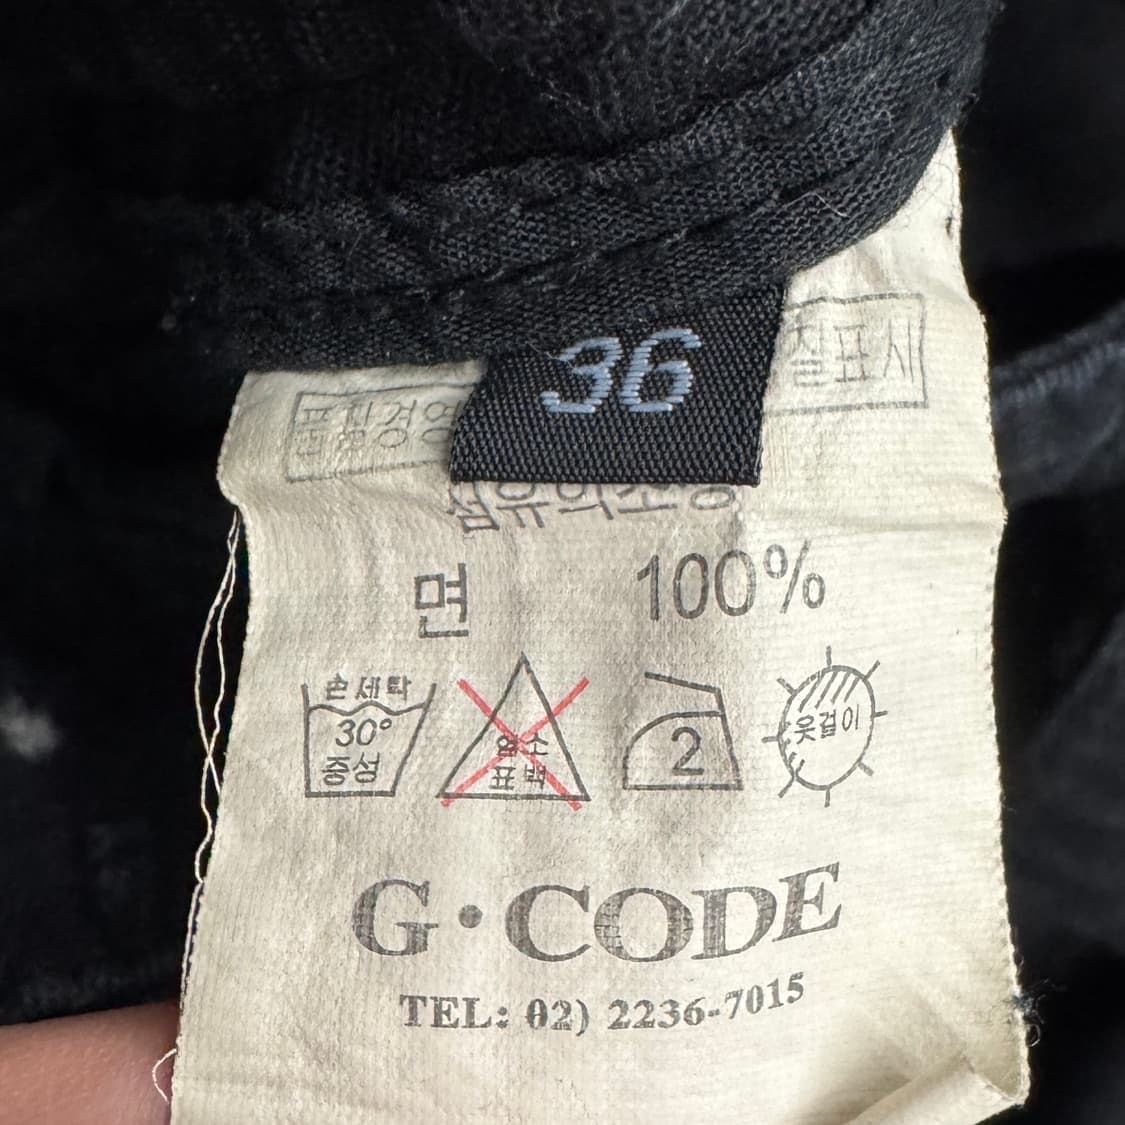 36
품질경영
질표시
섬유의조성
면 100%
손세탁
30°
중성
염소
표백
2
옷걸이
G·CODE
TEL: 02) 2236-7015